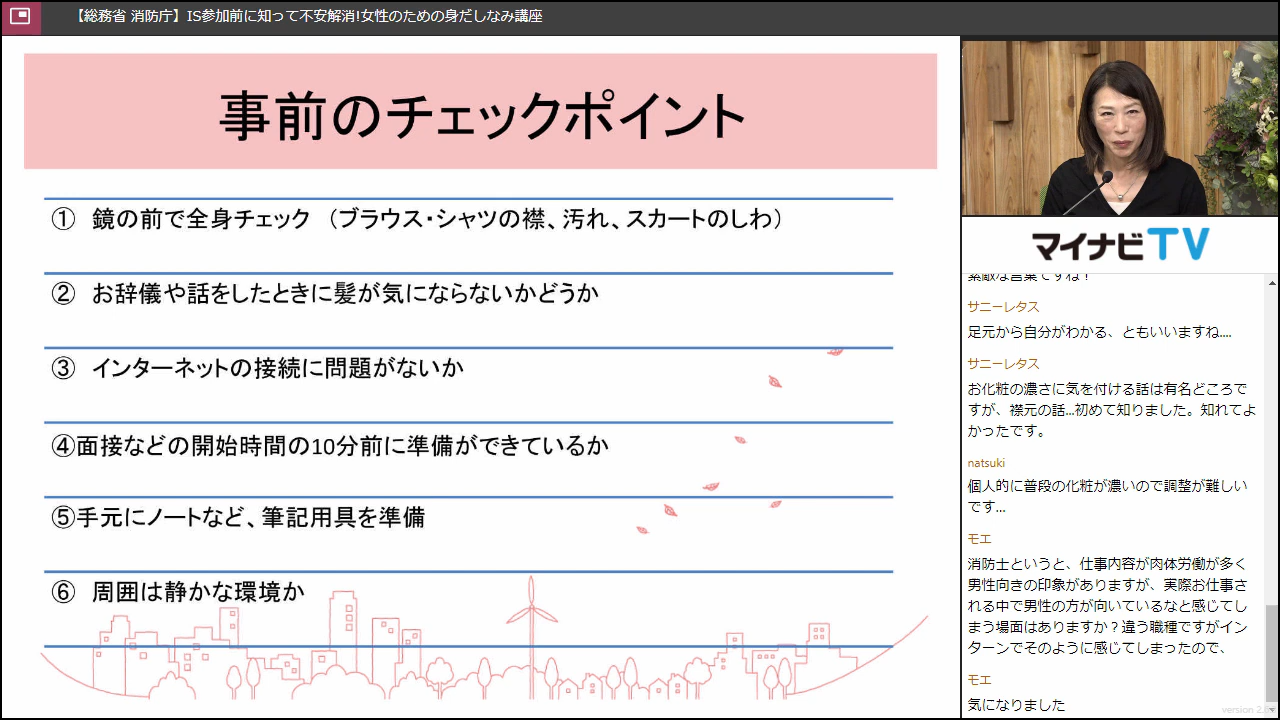 【総務省 消防庁】IS参加前に知って不安解消!女性のための身だしなみ講座
事前のチェックポイント
① 鏡の前で全身チェック （ブラウス・シャツの襟、汚れ、スカートのしわ）
② お辞儀や話をしたときに髪が気にならないかどうか
③ インターネットの接続に問題がないか
④面接などの開始時間の10分前に準備ができているか
⑤手元にノートなど、筆記用具を準備
⑥ 周囲は静かな環境か
マイナビTV
素敵な言葉ですね！
サニーレタス
足元から自分がわかる、ともいいますね....
サニーレタス
お化粧の濃さに気を付ける話は有名どころで
すが、襟元の話...初めて知りました。知れてよ
かったです。
natsuki
個人的に普段の化粧が濃いので調整が難しい
です...
モエ
消防士というと、仕事内容が肉体労働が多く
男性向きの印象がありますが、実際お仕事さ
れる中で男性の方が向いているなと感じてし
まう場面はありますか？違う職種ですがイン
ターンでそのように感じてしまったので、
モエ
気になりました
version